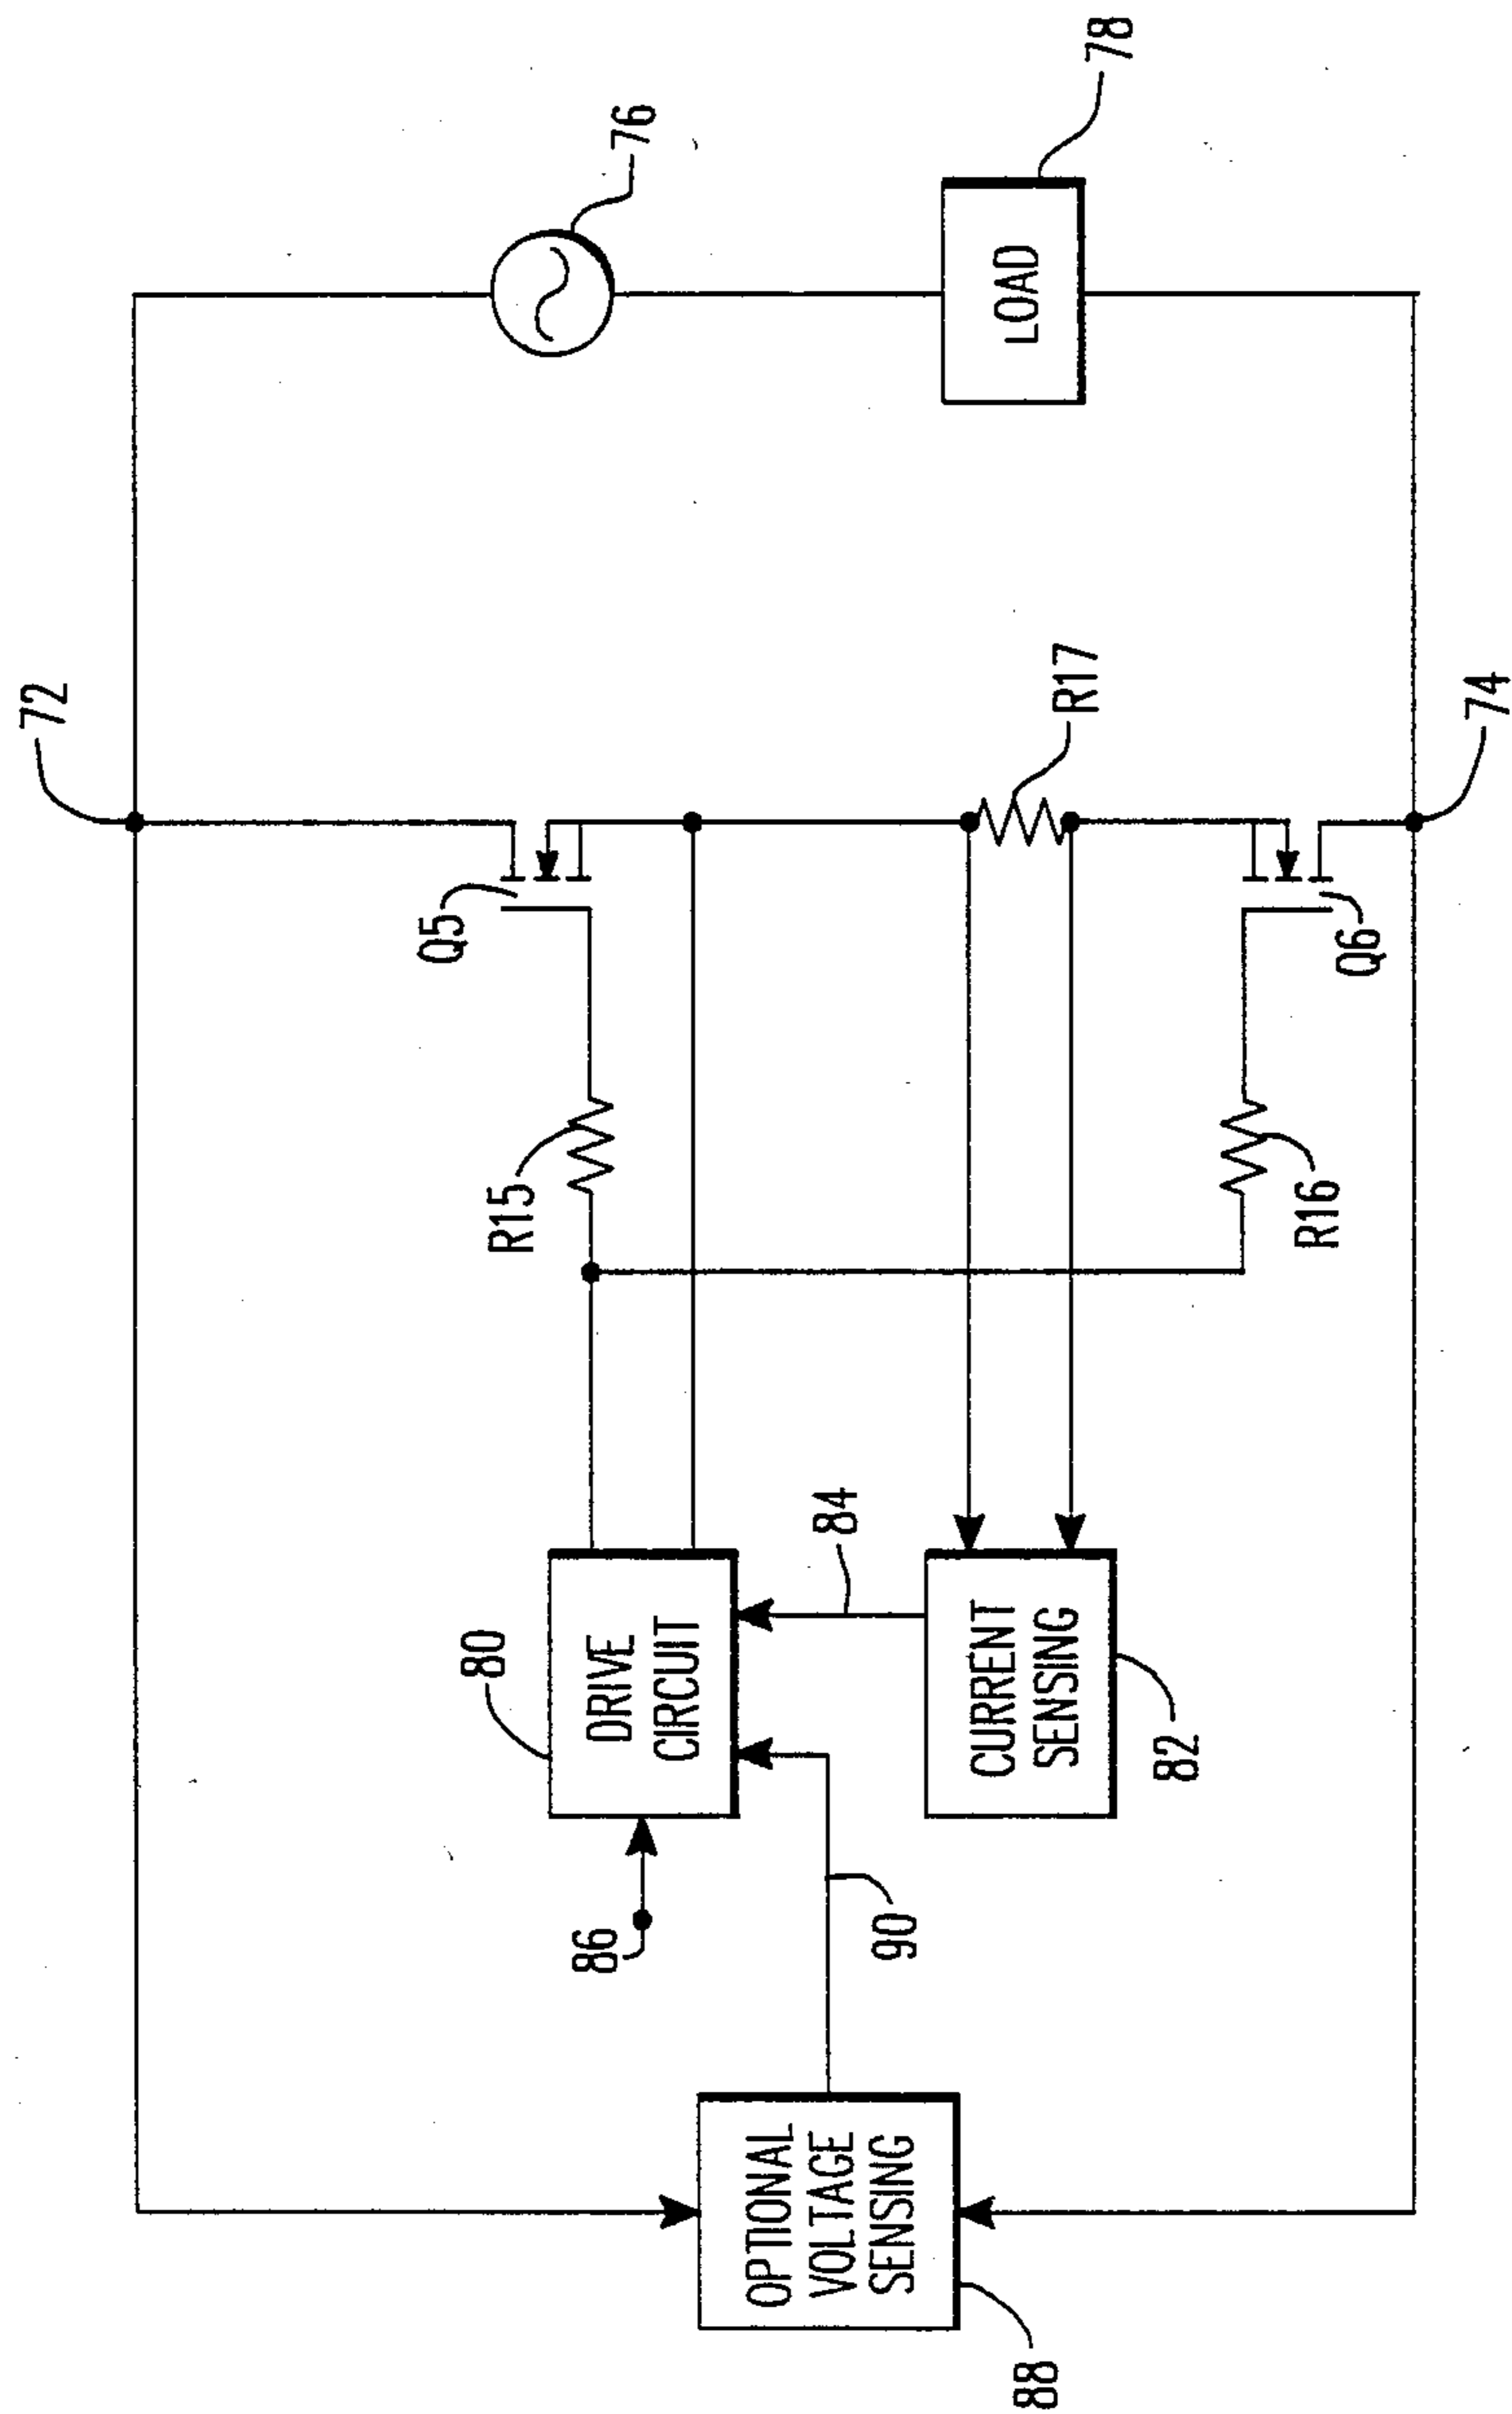 72
76
78
LOAD
Q5
R17
74
Q6
R15
R16
80
DRIVE
CIRCUIT
84
CURRENT
SENSING
82
86
90
OPTIONAL
VOLTAGE
SENSING
88